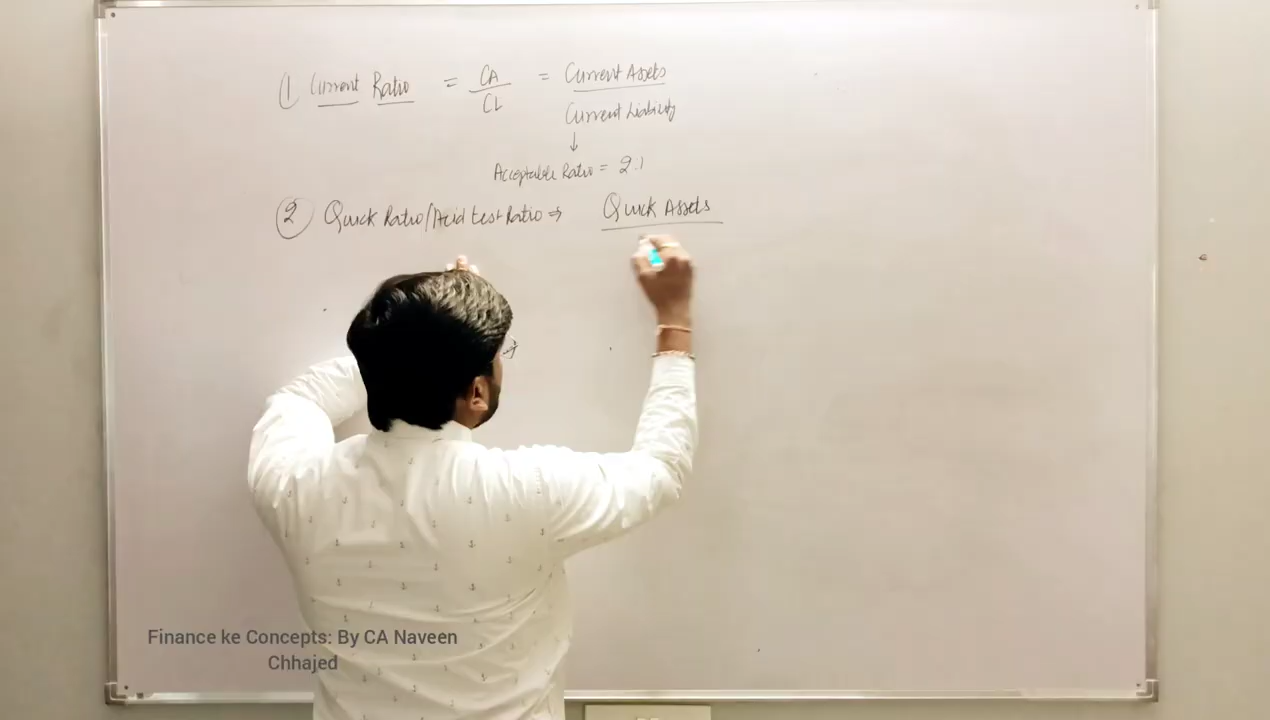 1 Current Ratio = CA = Current Assets
CL Current Liability
↓
Acceptable Ratio = 2:1
2 Quick Ratio/Acid test Ratio ⇒ Quick Assets
Finance ke Concepts: By CA Naveen
Chhajed